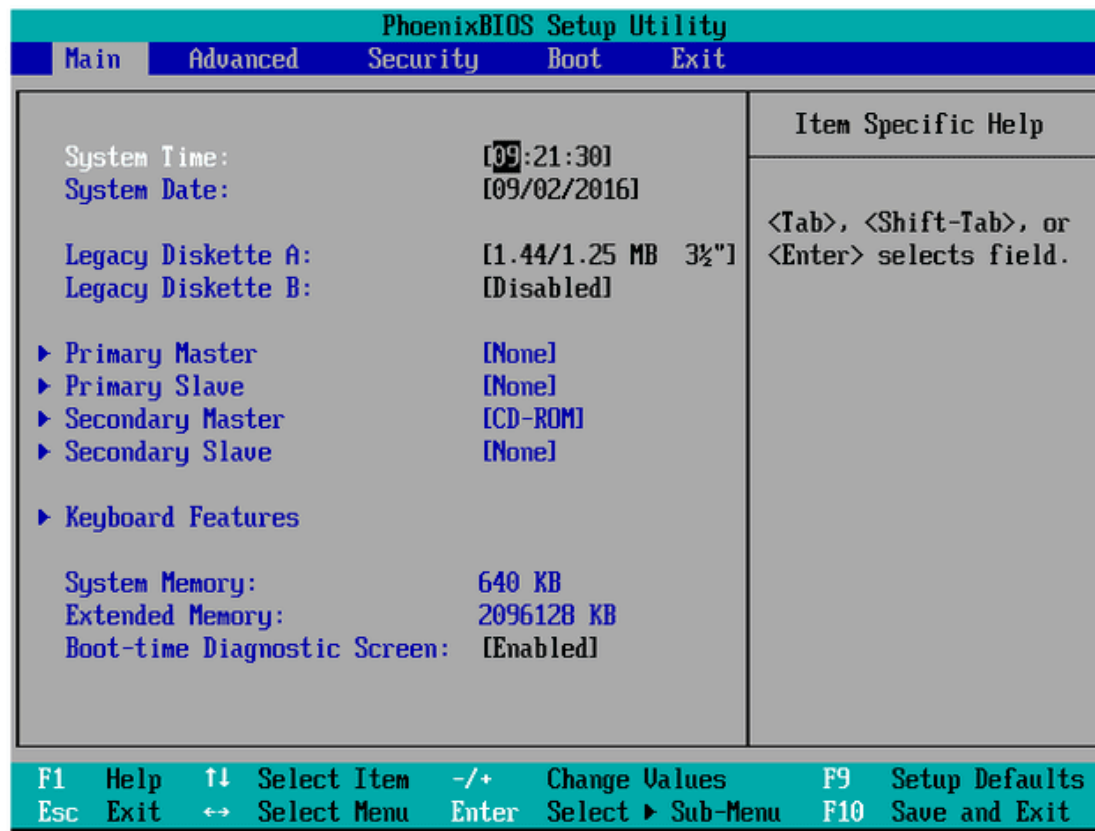 PhoenixBIOS Setup Utility
Main Advanced Security Boot Exit
Item Specific Help
System Time: [09:21:30]
System Date: [09/02/2016]
<Tab>, <Shift-Tab>, or
<Enter> selects field.
Legacy Diskette A: [1.44/1.25 MB 3½"]
Legacy Diskette B: [Disabled]
▶ Primary Master [None]
▶ Primary Slave [None]
▶ Secondary Master [CD-ROM]
▶ Secondary Slave [None]
▶ Keyboard Features
System Memory: 640 KB
Extended Memory: 2096128 KB
Boot-time Diagnostic Screen: [Enabled]
F1 Help ↑↓ Select Item -/+ Change Values F9 Setup Defaults
Esc Exit ↔ Select Menu Enter Select ▶ Sub-Menu F10 Save and Exit